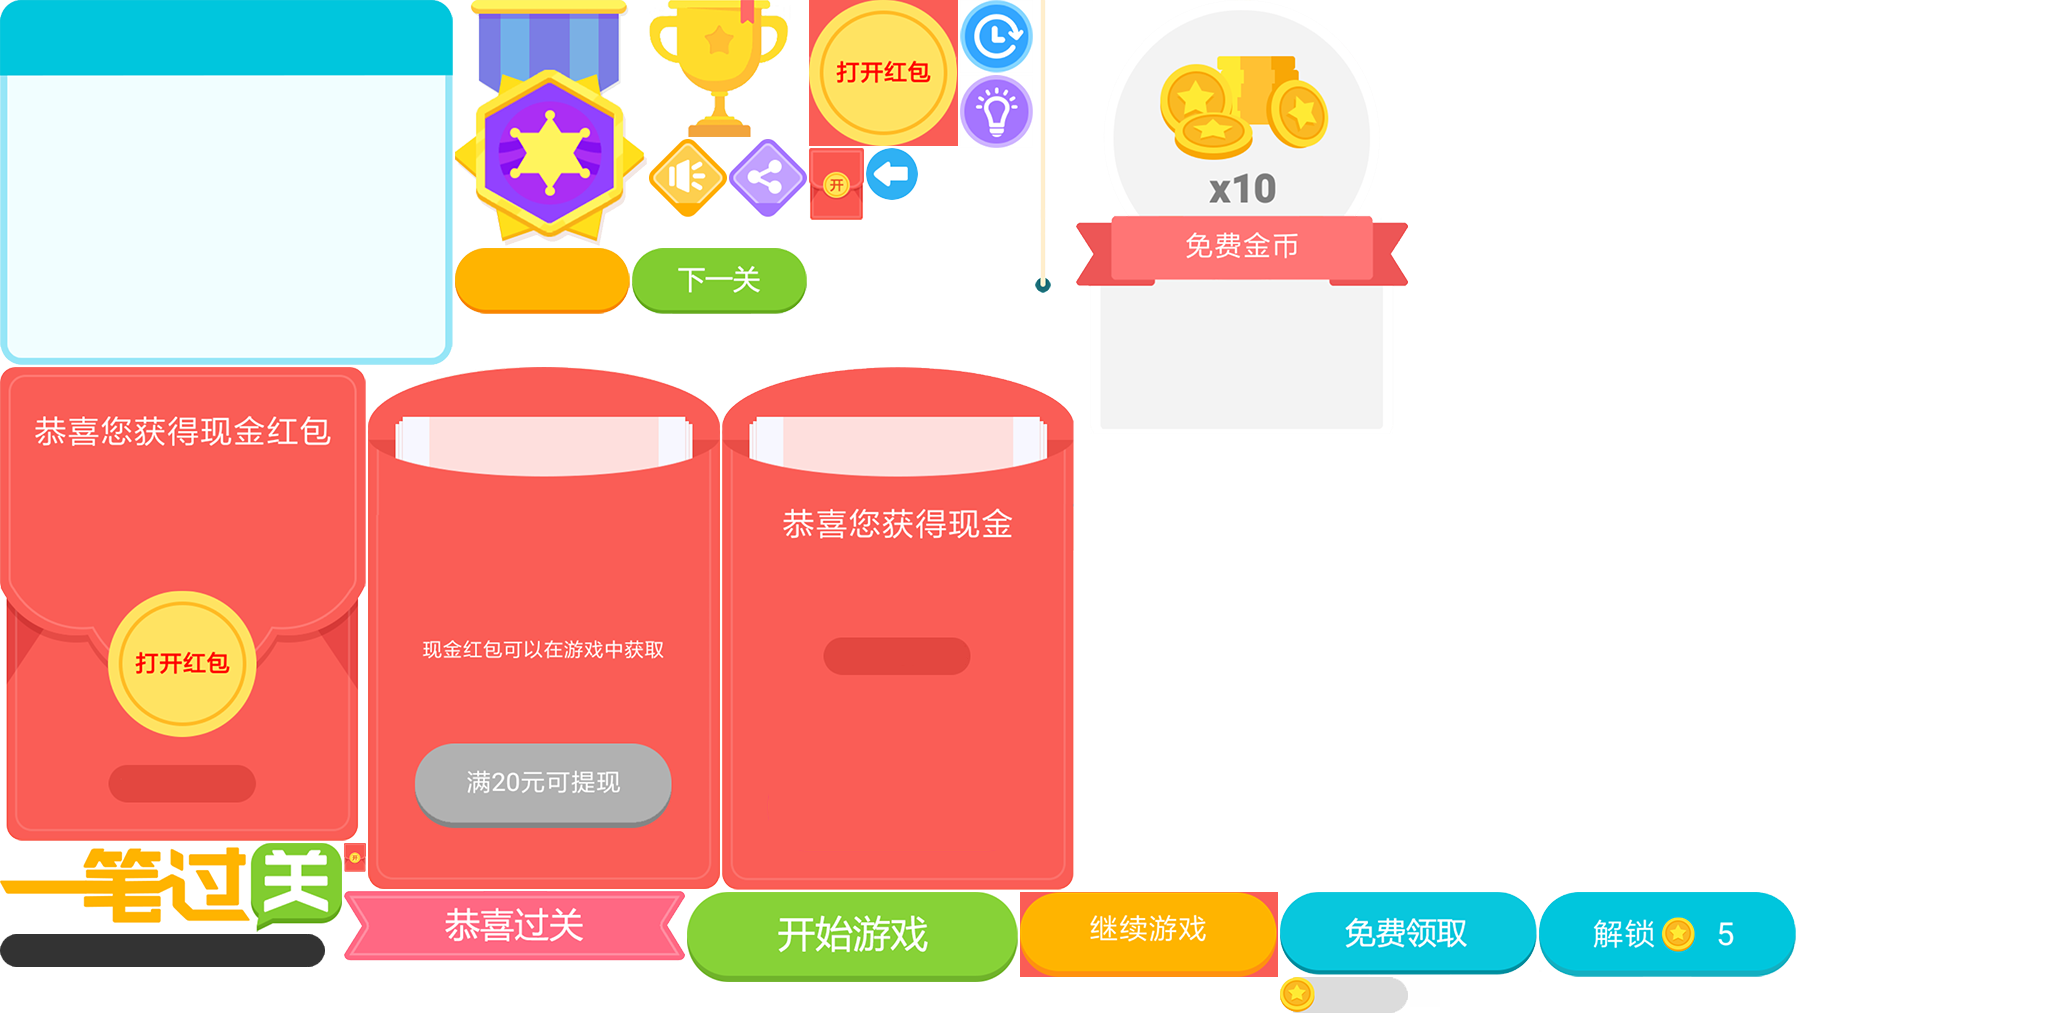 打开红包
开
x10
免费金币
下一关
恭喜您获得现金红包
打开红包
现金红包可以在游戏中获取
满20元可提现
恭喜您获得现金
一笔过关
恭喜过关
开始游戏
继续游戏
免费领取
解锁 5